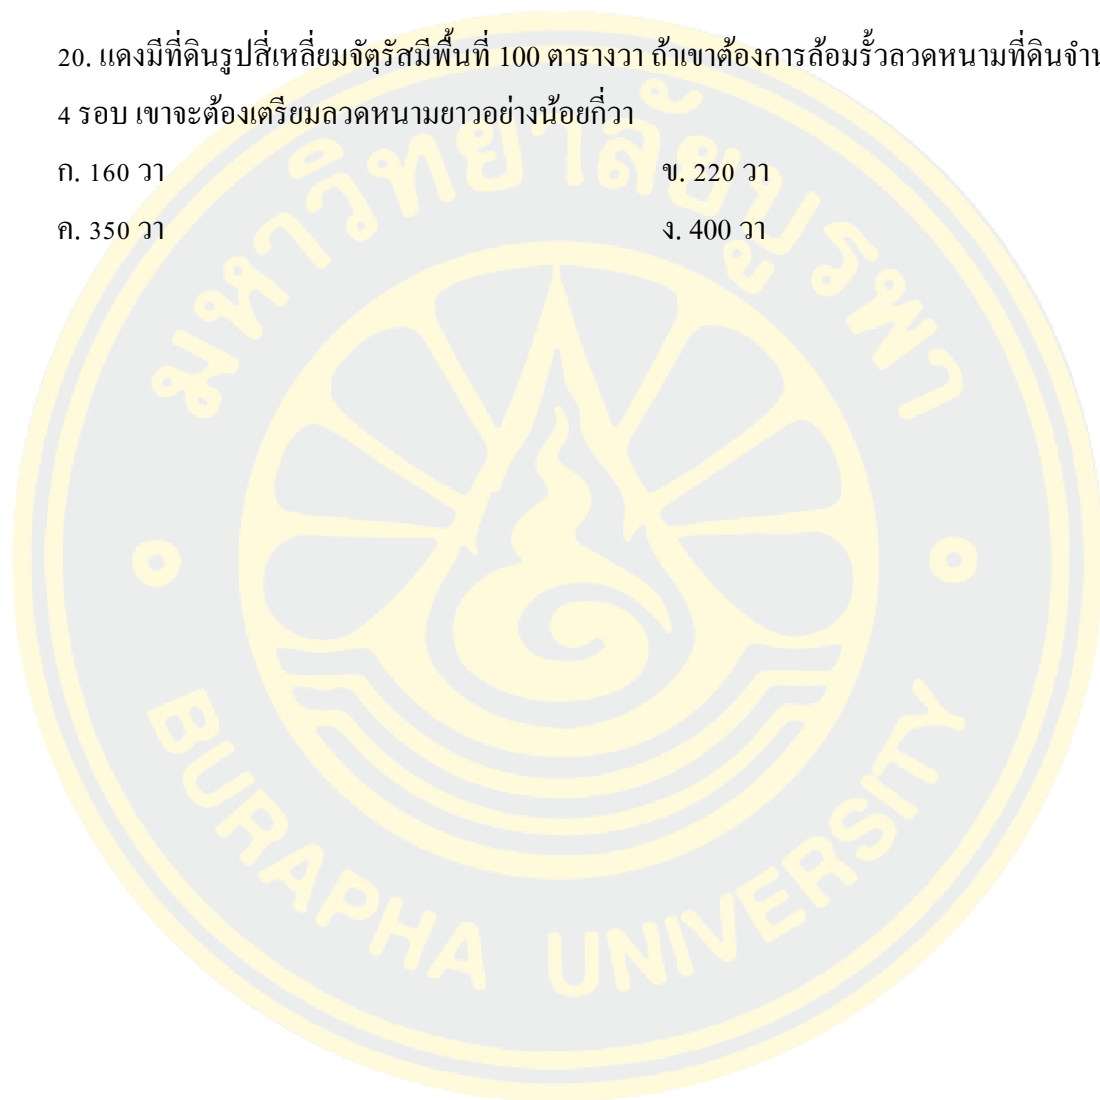 20. แดงมีที่ดินรูปสี่เหลี่ยมจัตุรัสมีพื้นที่ 100 ตารางวา ถ้าเขาต้องการล้อมรั้วลวดหนามที่ดินจำน
4 รอบ เขาจะต้องเตรียมลวดหนามยาวอย่างน้อยกี่วา
ก. 160 วา ข. 220 วา
ค. 350 วา ง. 400 วา
มหาวิทยาลัยบูรพา
BURAPHA UNIVERSITY